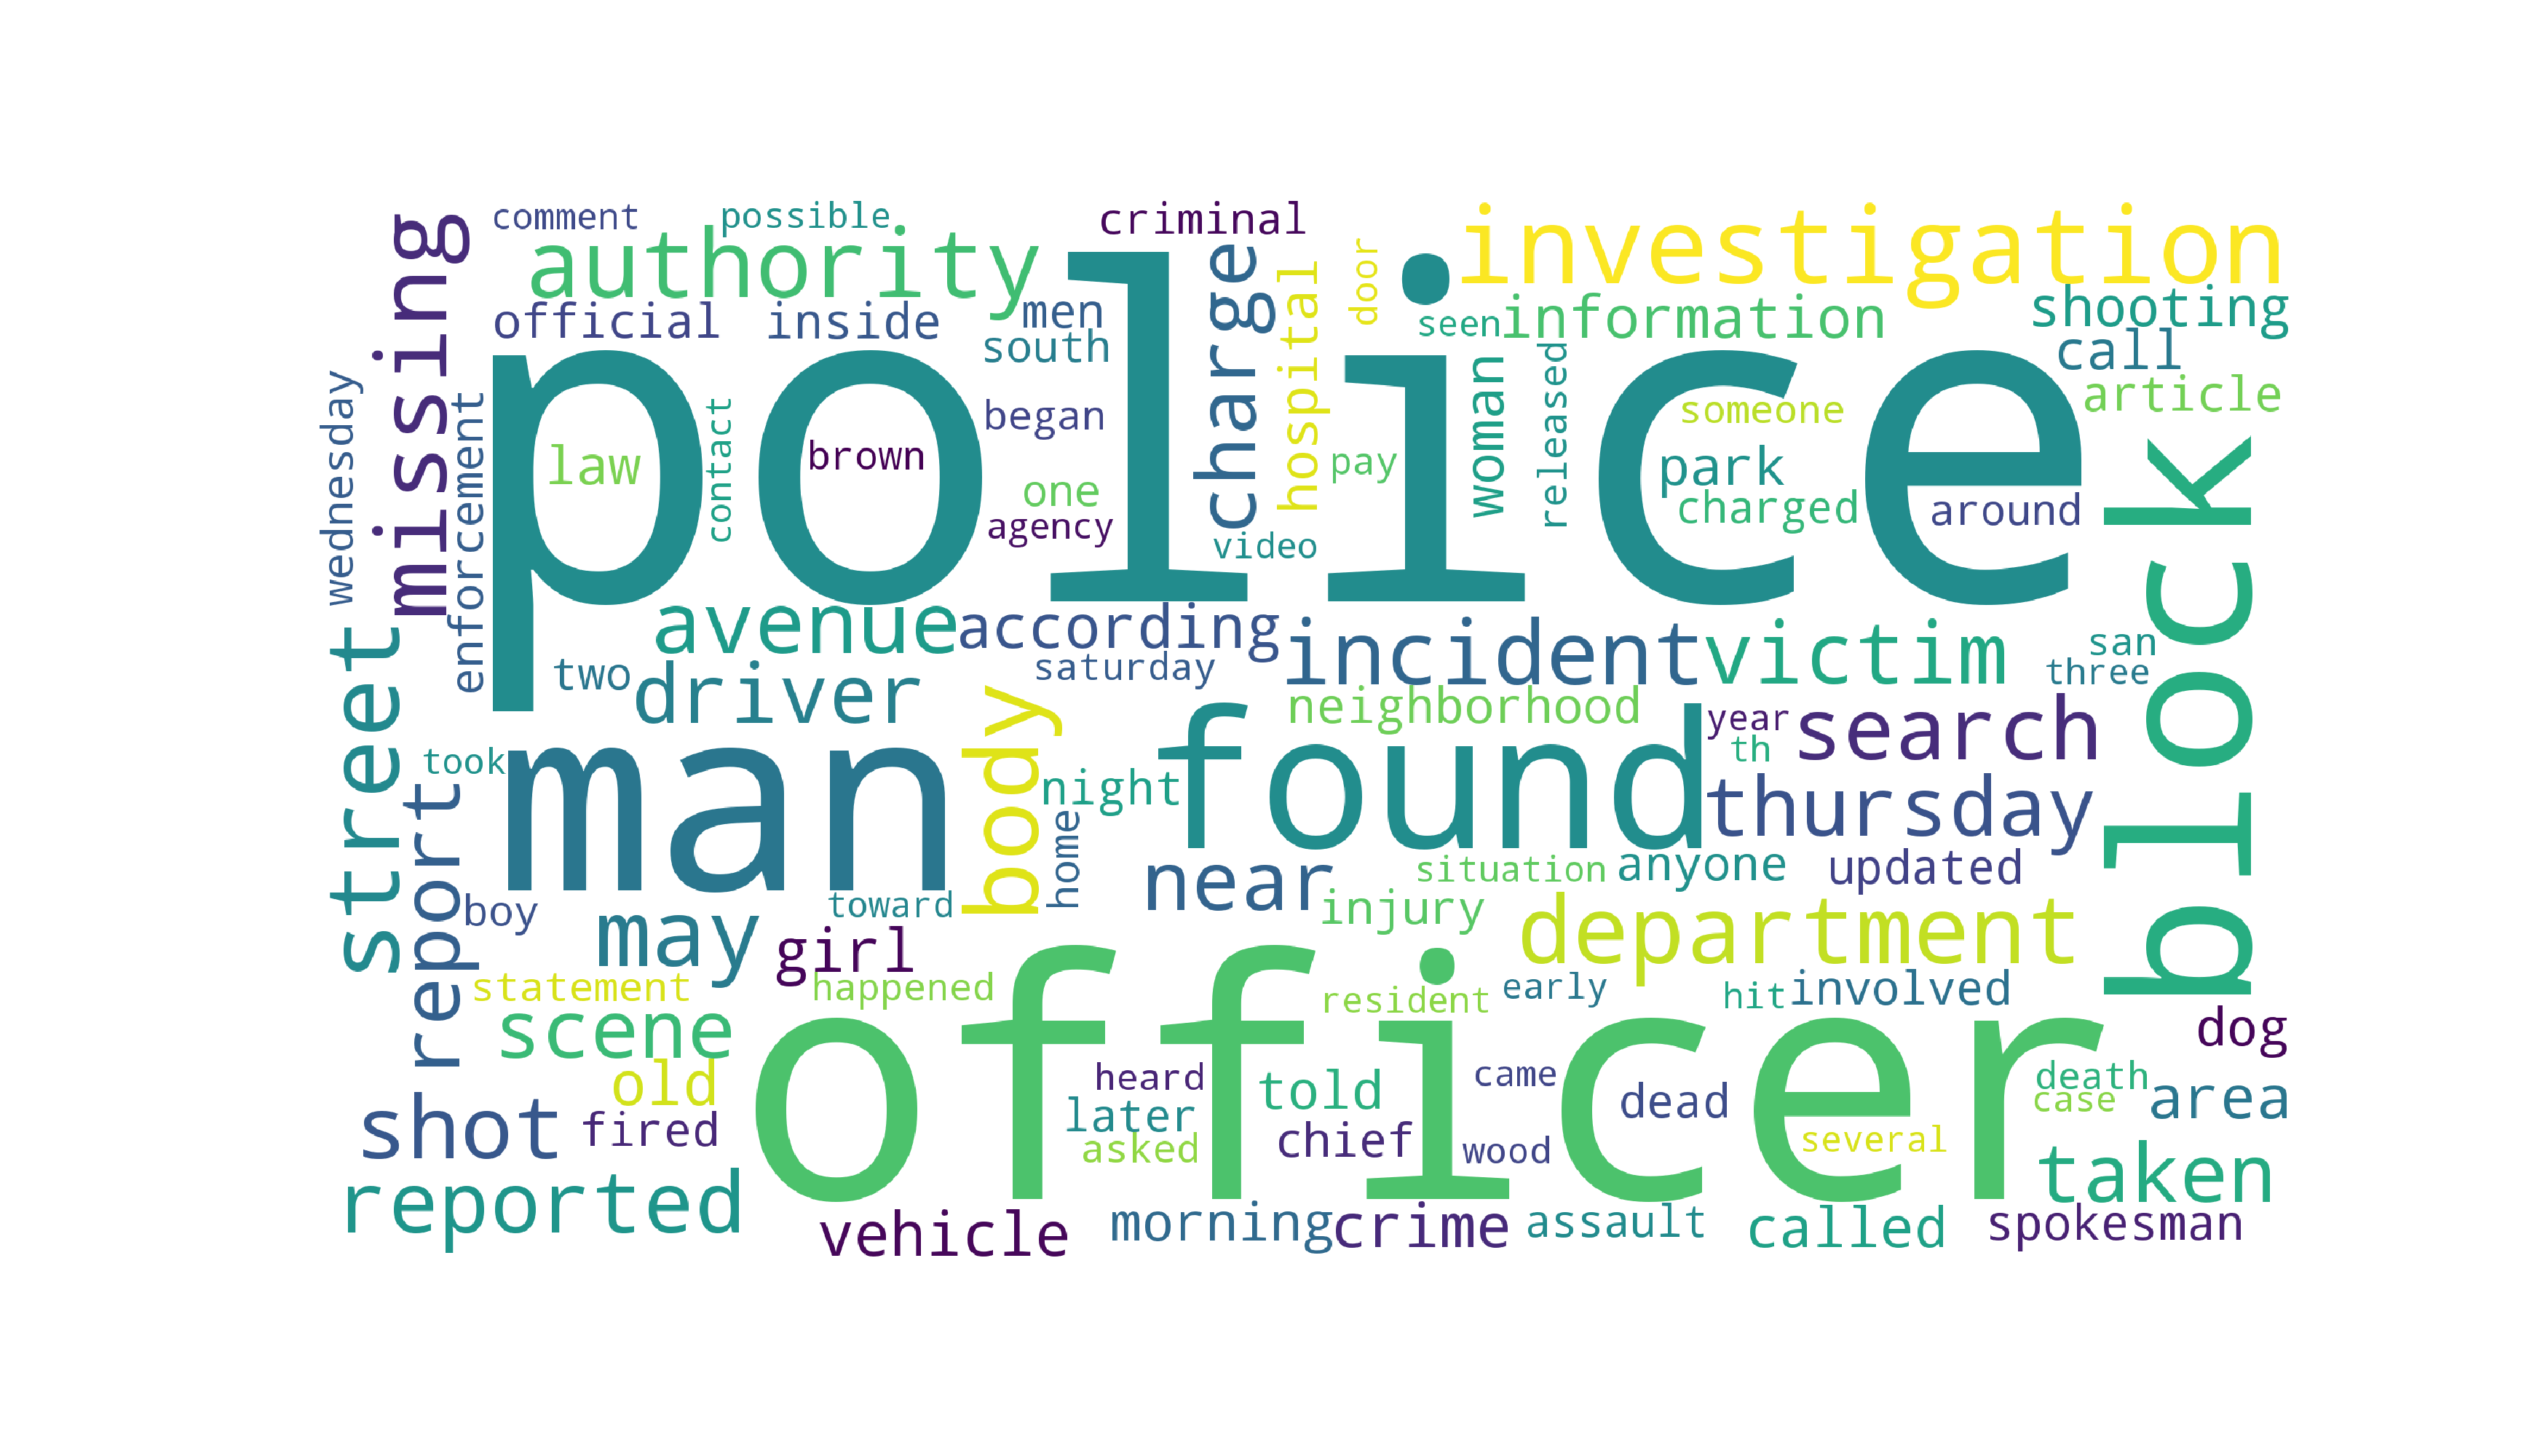 comment
possible
criminal
investigation
authority
missing
charge
hospital
door
official
inside
men
south
seen
information
shooting
call
article
police
wednesday
enforcement
law
contact
brown
began
one
agency
video
pay
woman
released
someone
park
charged
around
block
avenue
according
saturday
incident
victim
san
three
two
driver
street
neighborhood
year
th
search
took
man
body
night
home
found
thursday
near
situation
anyone
updated
report
boy
may
toward
girl
injury
department
statement
happened
resident
early
hit
involved
scene
officer
dog
old
heard
told
came
dead
death
case
area
shot
fired
later
asked
chief
wood
several
taken
reported
vehicle
morning
crime
assault
called
spokesman